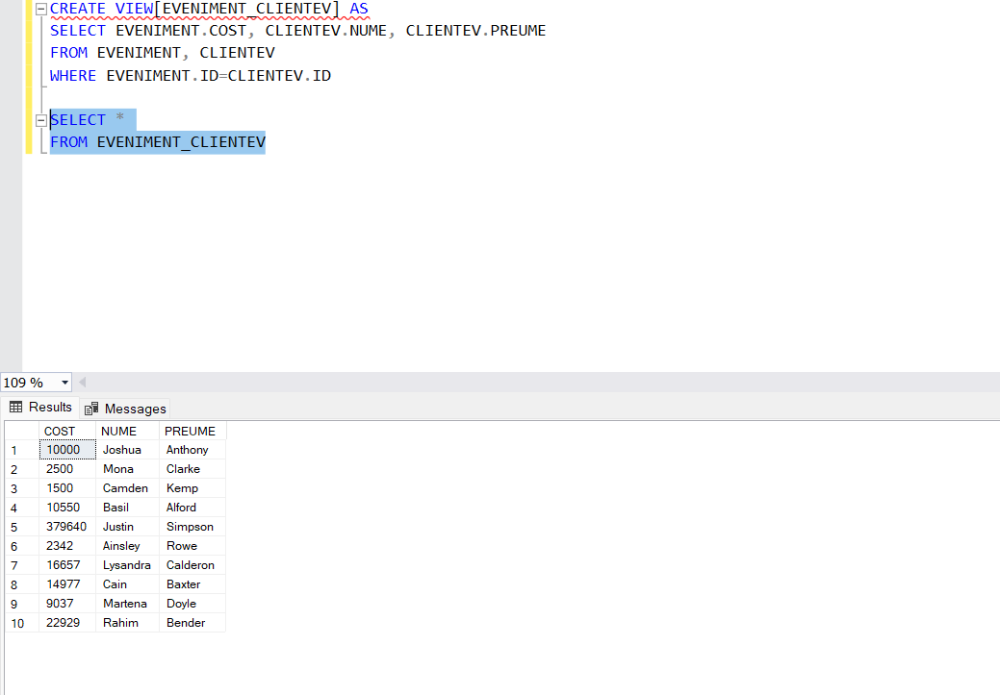 CREATE VIEW[EVENIMENT_CLIENTEV] AS
SELECT EVENIMENT.COST, CLIENTEV.NUME, CLIENTEV.PREUME
FROM EVENIMENT, CLIENTEV
WHERE EVENIMENT.ID=CLIENTEV.ID
SELECT *
FROM EVENIMENT_CLIENTEV
109 %
Results Messages
COST NUME PREUME
1 10000 Joshua Anthony
2 2500 Mona Clarke
3 1500 Camden Kemp
4 10550 Basil Alford
5 379640 Justin Simpson
6 2342 Ainsley Rowe
7 16657 Lysandra Calderon
8 14977 Cain Baxter
9 9037 Martena Doyle
10 22929 Rahim Bender